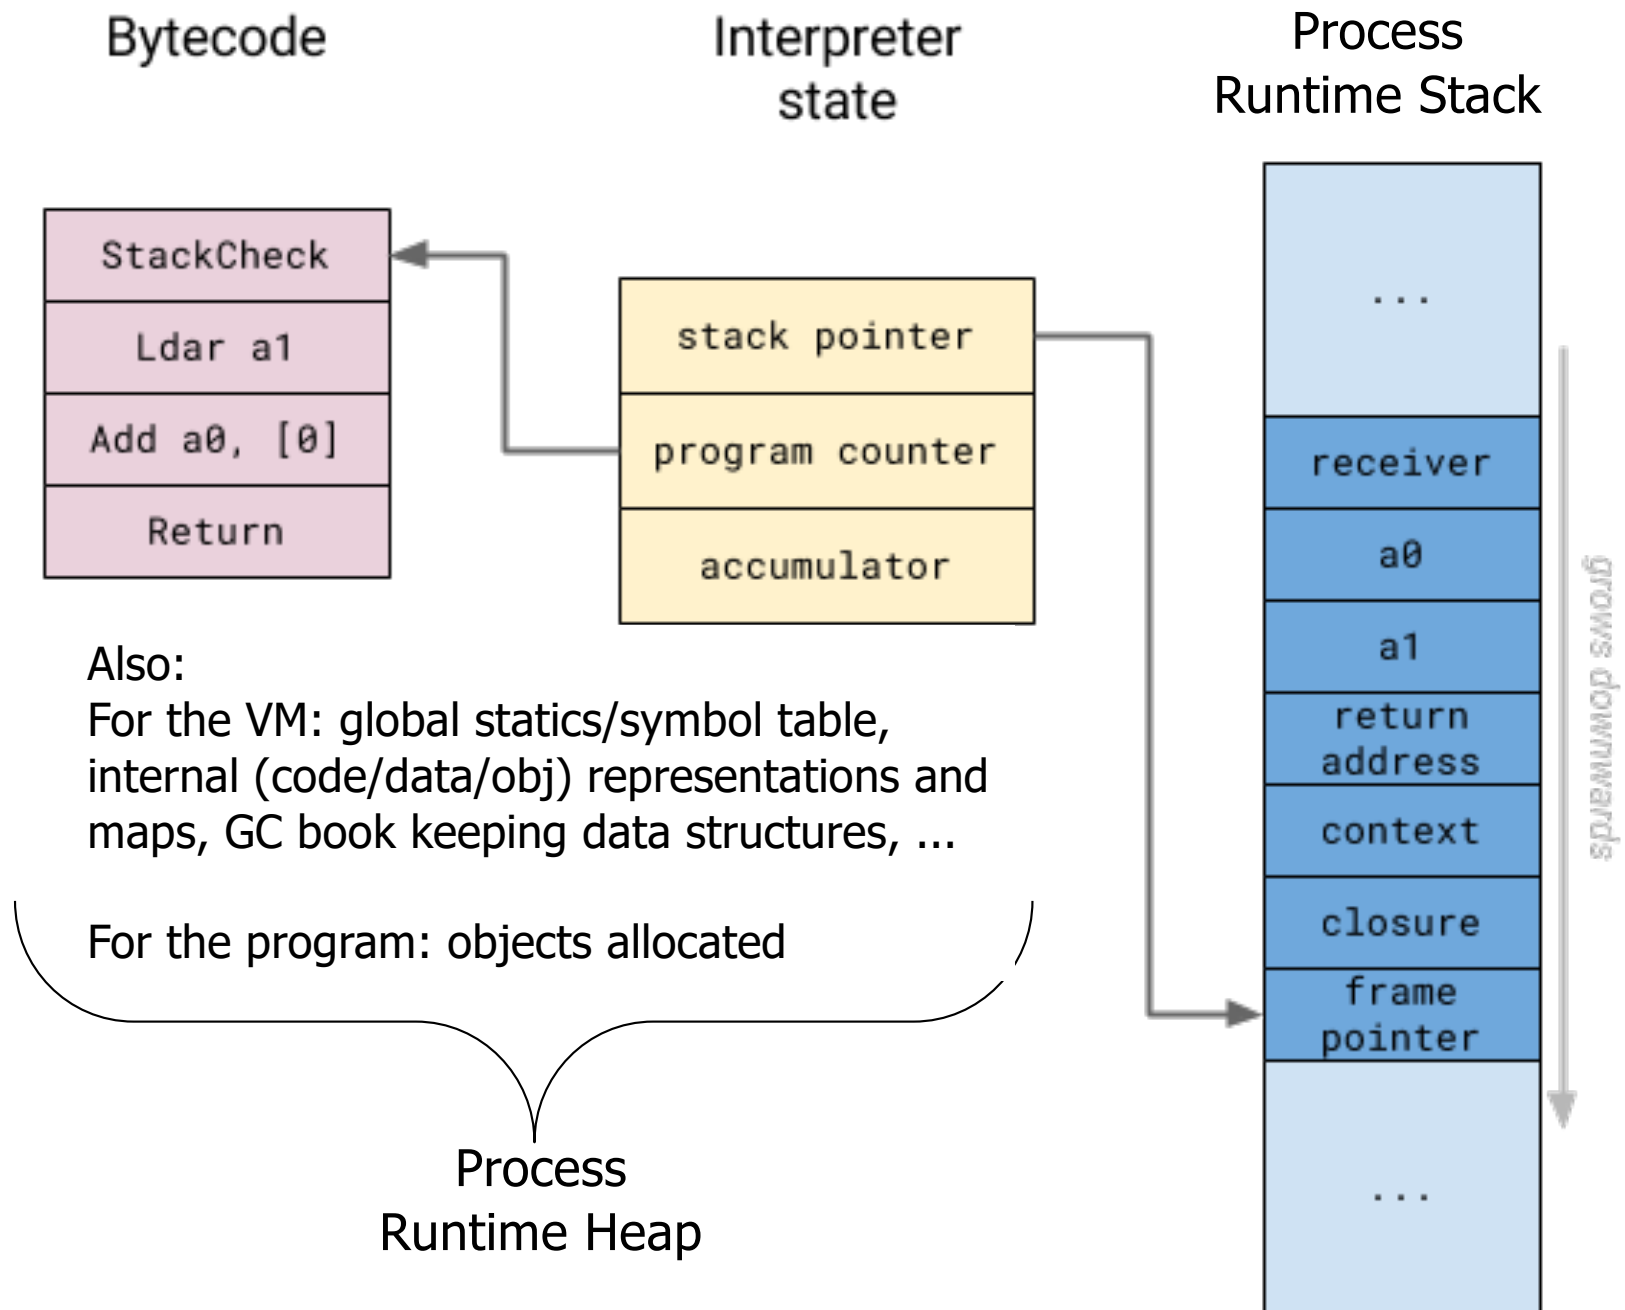 Bytecode
StackCheck
Ldar a1
Add a0, [0]
Return
Interpreter
state
stack pointer
program counter
accumulator
Also:
For the VM: global statics/symbol table,
internal (code/data/obj) representations and
maps, GC book keeping data structures, ...
For the program: objects allocated
Process
Runtime Heap
Process
Runtime Stack
...
receiver
a0
a1
return
address
context
closure
frame
pointer
...
grows downwards